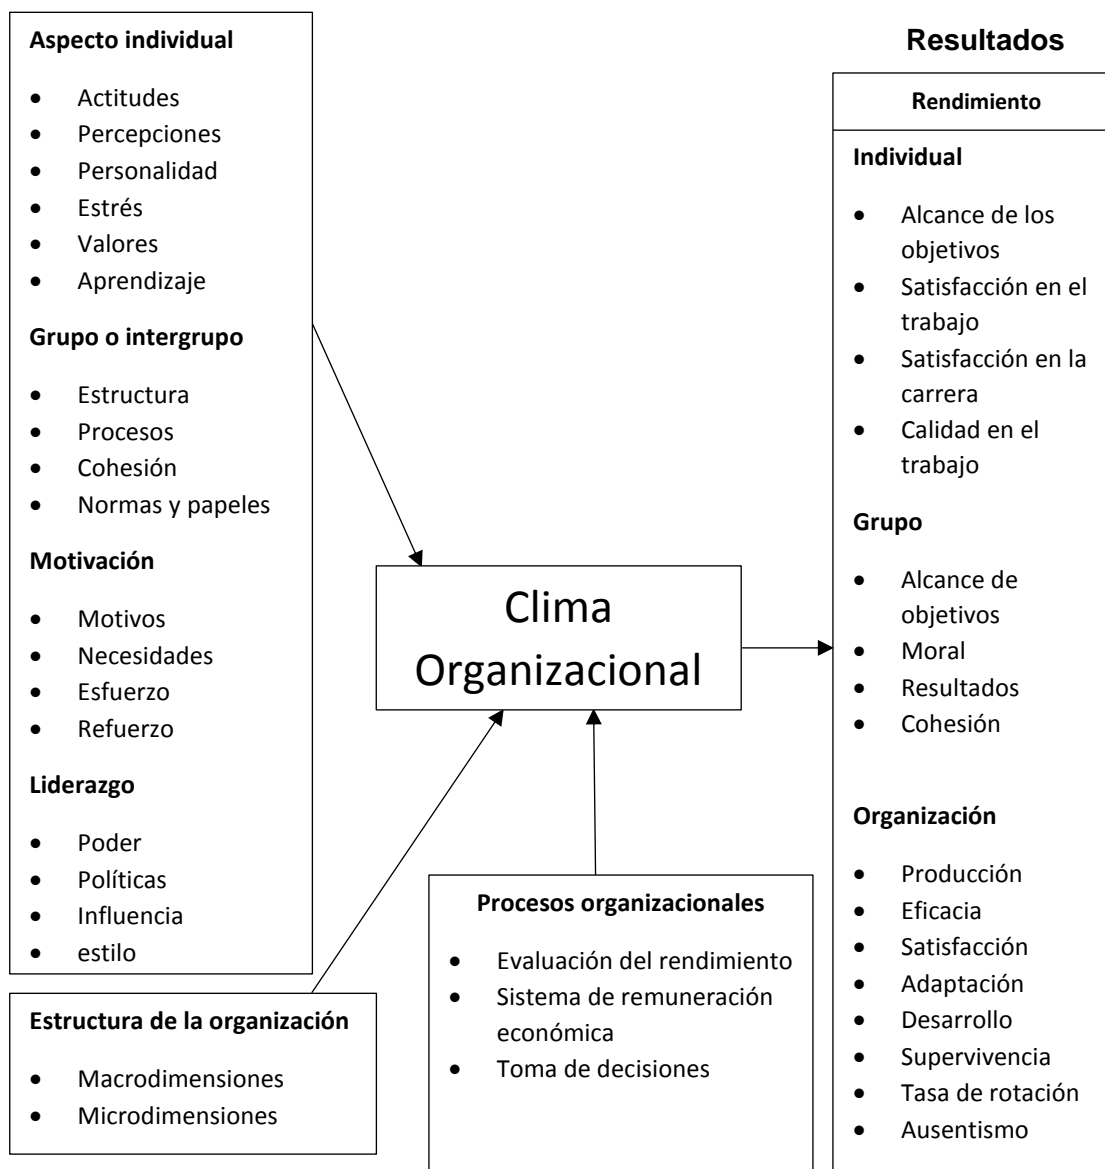 Aspecto individual
• Actitudes
• Percepciones
• Personalidad
• Estrés
• Valores
• Aprendizaje
Grupo o intergrupo
• Estructura
• Procesos
• Cohesión
• Normas y papeles
Motivación
• Motivos
• Necesidades
• Esfuerzo
• Refuerzo
Liderazgo
• Poder
• Políticas
• Influencia
• estilo
Estructura de la organización
• Macrodimensiones
• Microdimensiones
Clima
Organizacional
Procesos organizacionales
• Evaluación del rendimiento
• Sistema de remuneración
económica
• Toma de decisiones
Resultados
Rendimiento
Individual
• Alcance de los
objetivos
• Satisfacción en el
trabajo
• Satisfacción en la
carrera
• Calidad en el
trabajo
Grupo
• Alcance de
objetivos
• Moral
• Resultados
• Cohesión
Organización
• Producción
• Eficacia
• Satisfacción
• Adaptación
• Desarrollo
• Supervivencia
• Tasa de rotación
• Ausentismo